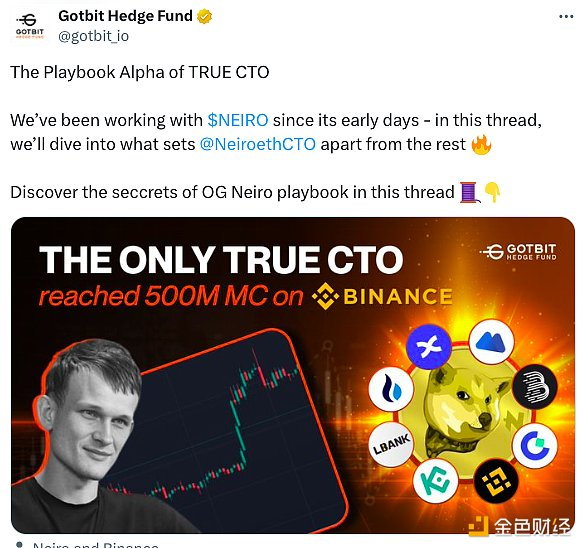 Gotbit Hedge Fund
@gotbit_io
GOTBIT
HEDGE FUND
The Playbook Alpha of TRUE CTO
We've been working with $NEIRO since its early days - in this thread,
we'll dive into what sets @NeiroethCTO apart from the rest 🔥
Discover the seccrets of OG Neiro playbook in this thread 🧵👇
THE ONLY TRUE CTO
reached 500M MC on BINANCE
GOTBIT
HEDGE FUND
LBANK
金色财经
Neiro and Binance